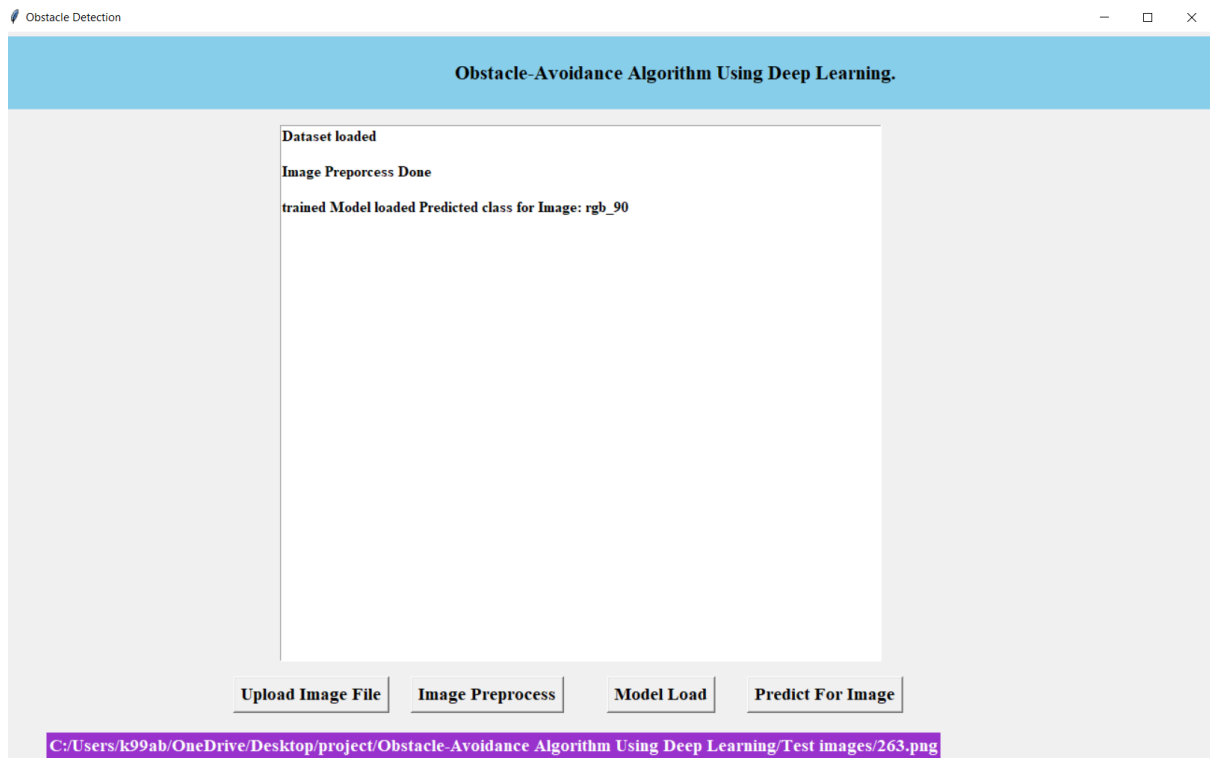 Obstacle Detection
Obstacle-Avoidance Algorithm Using Deep Learning.
Dataset loaded
Image Preporcess Done
trained Model loaded Predicted class for Image: rgb_90
Upload Image File Image Preprocess Model Load Predict For Image
C:/Users/k99ab/OneDrive/Desktop/project/Obstacle-Avoidance Algorithm Using Deep Learning/Test images/263.png